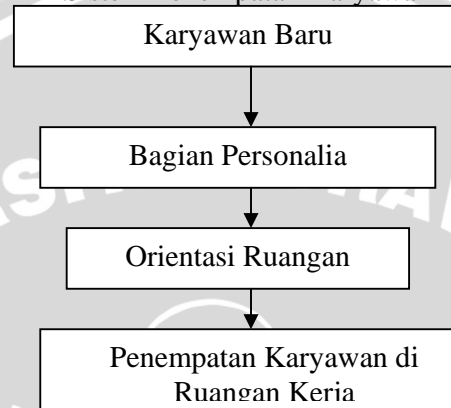 Karyawan Baru
Bagian Personalia
Orientasi Ruangan
Penempatan Karyawan di
Ruangan Kerja